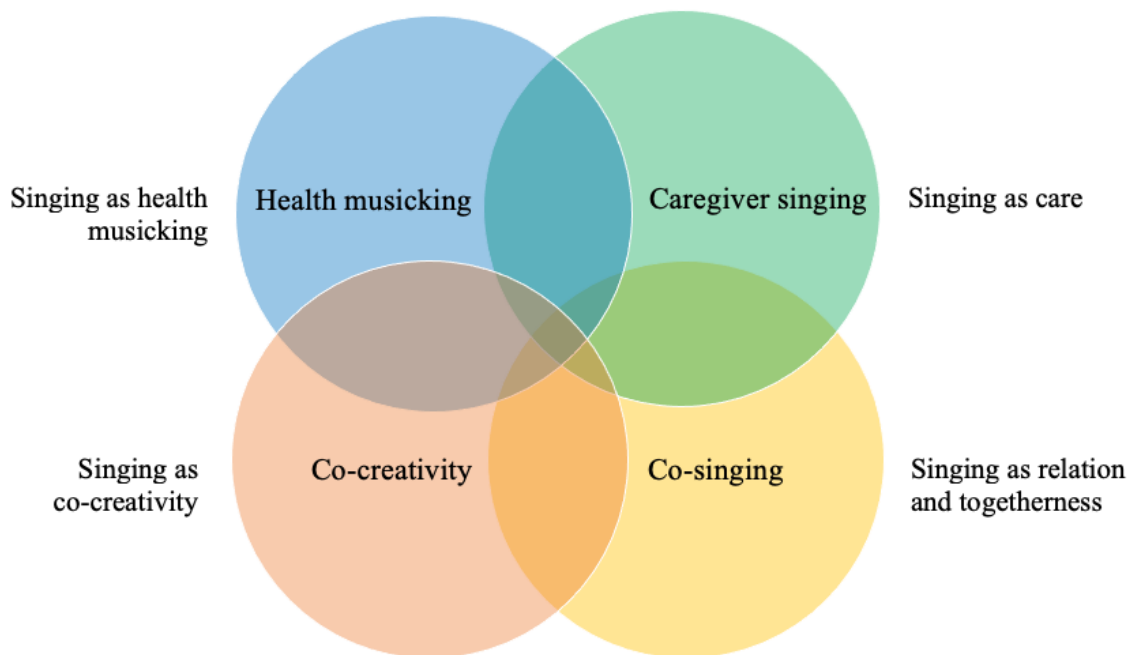 Singing as health
musicking
Health musicking
Caregiver singing
Singing as care
Singing as
co-creativity
Co-creativity
Co-singing
Singing as relation
and togetherness